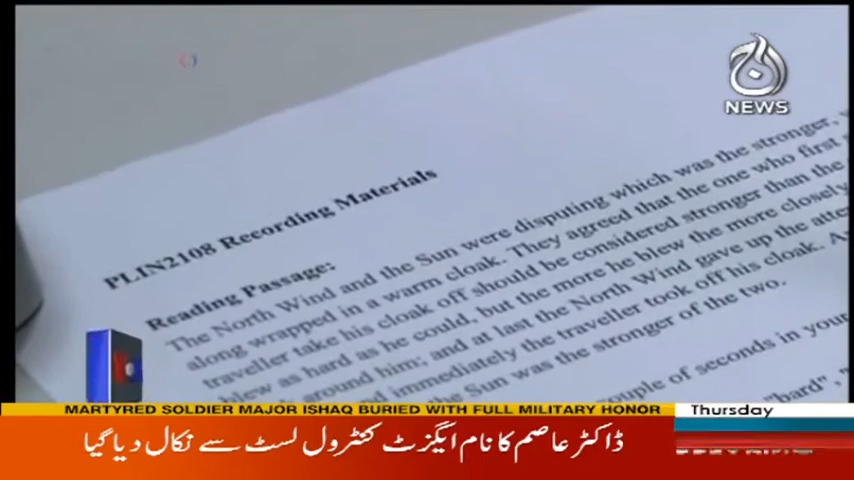 ج
NEWS
PLIN2108 Recording Materials
Reading Passage:
The North Wind and the Sun were disputing which was the stronger,
along wrapped in a warm cloak. They agreed that the one who first
traveller take his cloak off should be considered stronger than the
blew as hard as he could, but the more he blew the more closely
around him; and at last the North Wind gave up the
and immediately the traveller took off his cloak.
the Sun was the stronger of the two.
couple of seconds in your
"bard",
MARTYRED SOLDIER MAJOR ISHAQ BURIED WITH FULL MILITARY HONOR
Thursday
ڈاکٹر عاصم کا نام ایگزٹ کنٹرول لسٹ سے نکال دیا گیا